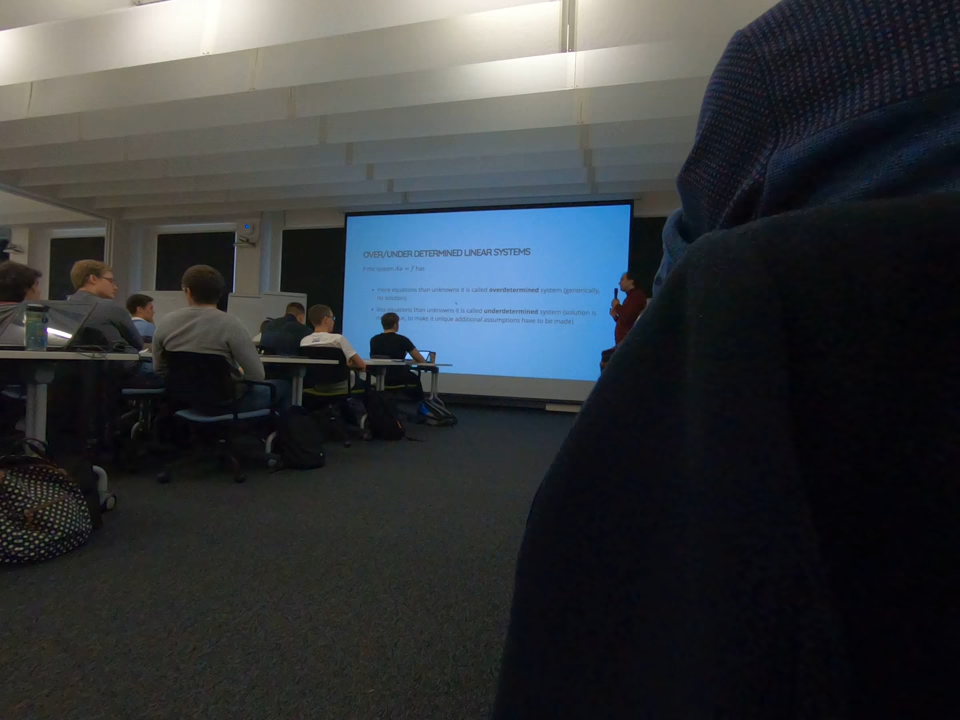 OVER/UNDER DETERMINED LINEAR SYSTEMS
If the system Ax = f has
more equations than unknowns it is called overdetermined system (generically
no solution)
equations than unknowns it is called underdetermined system (solution is
to make it unique additional assumptions have to be made)